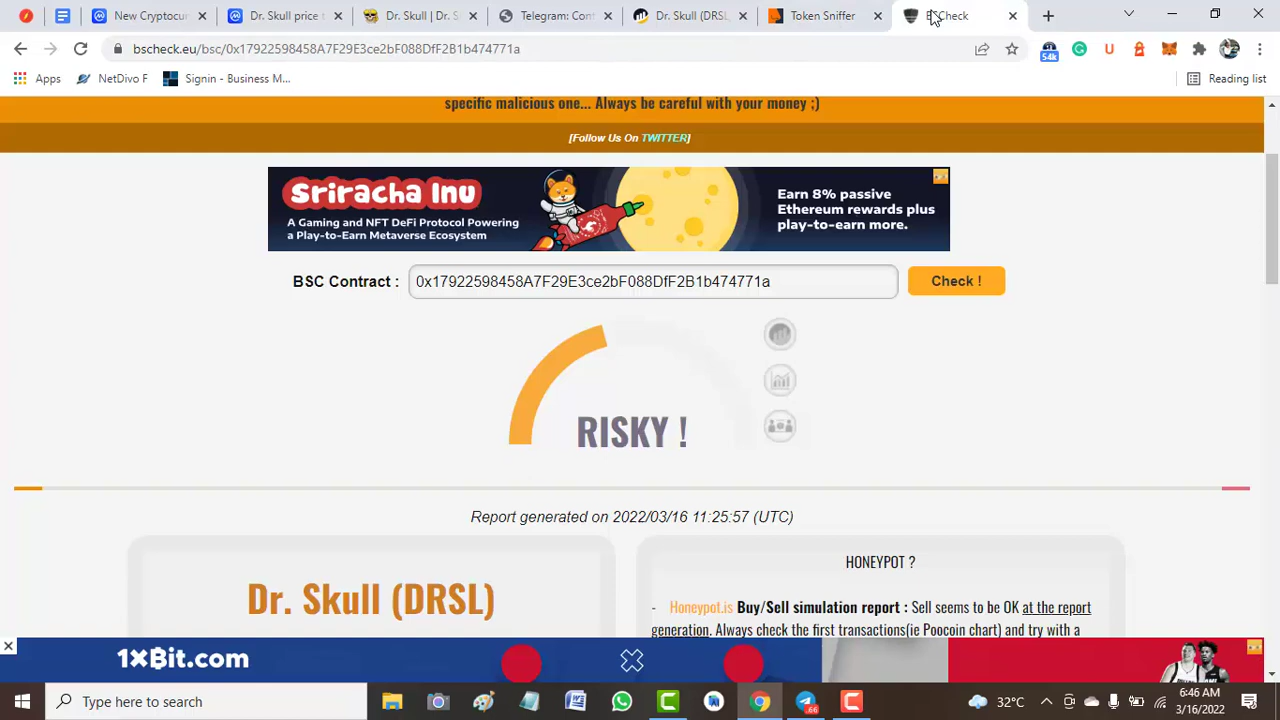 New Cryptocur
Dr. Skull price t
Dr. Skull | Dr. S
Telegram: Cont
Dr. Skull (DRSL
Token Sniffer
BSCheck
bscheck.eu/bsc/0x17922598458A7F29E3ce2bF088DfF2B1b474771a
54k
Apps
NetDivo F
Signin - Business M...
Reading list
specific malicious one... Always be careful with your money ;)
[Follow Us On TWITTER]
Sriracha Inu
A Gaming and NFT DeFi Protocol Powering
a Play-to-Earn Metaverse Ecosystem
Earn 8% passive
Ethereum rewards plus
play-to-earn more.
BSC Contract :
0x17922598458A7F29E3ce2bF088DfF2B1b474771a
Check !
RISKY !
Report generated on 2022/03/16 11:25:57 (UTC)
Dr. Skull (DRSL)
HONEYPOT ?
- Honeypot.is Buy/Sell simulation report : Sell seems to be OK at the report
generation. Always check the first transactions(ie Poocoin chart) and try with a
1XBit.com
Type here to search
66
32°C
6:46 AM
3/16/2022